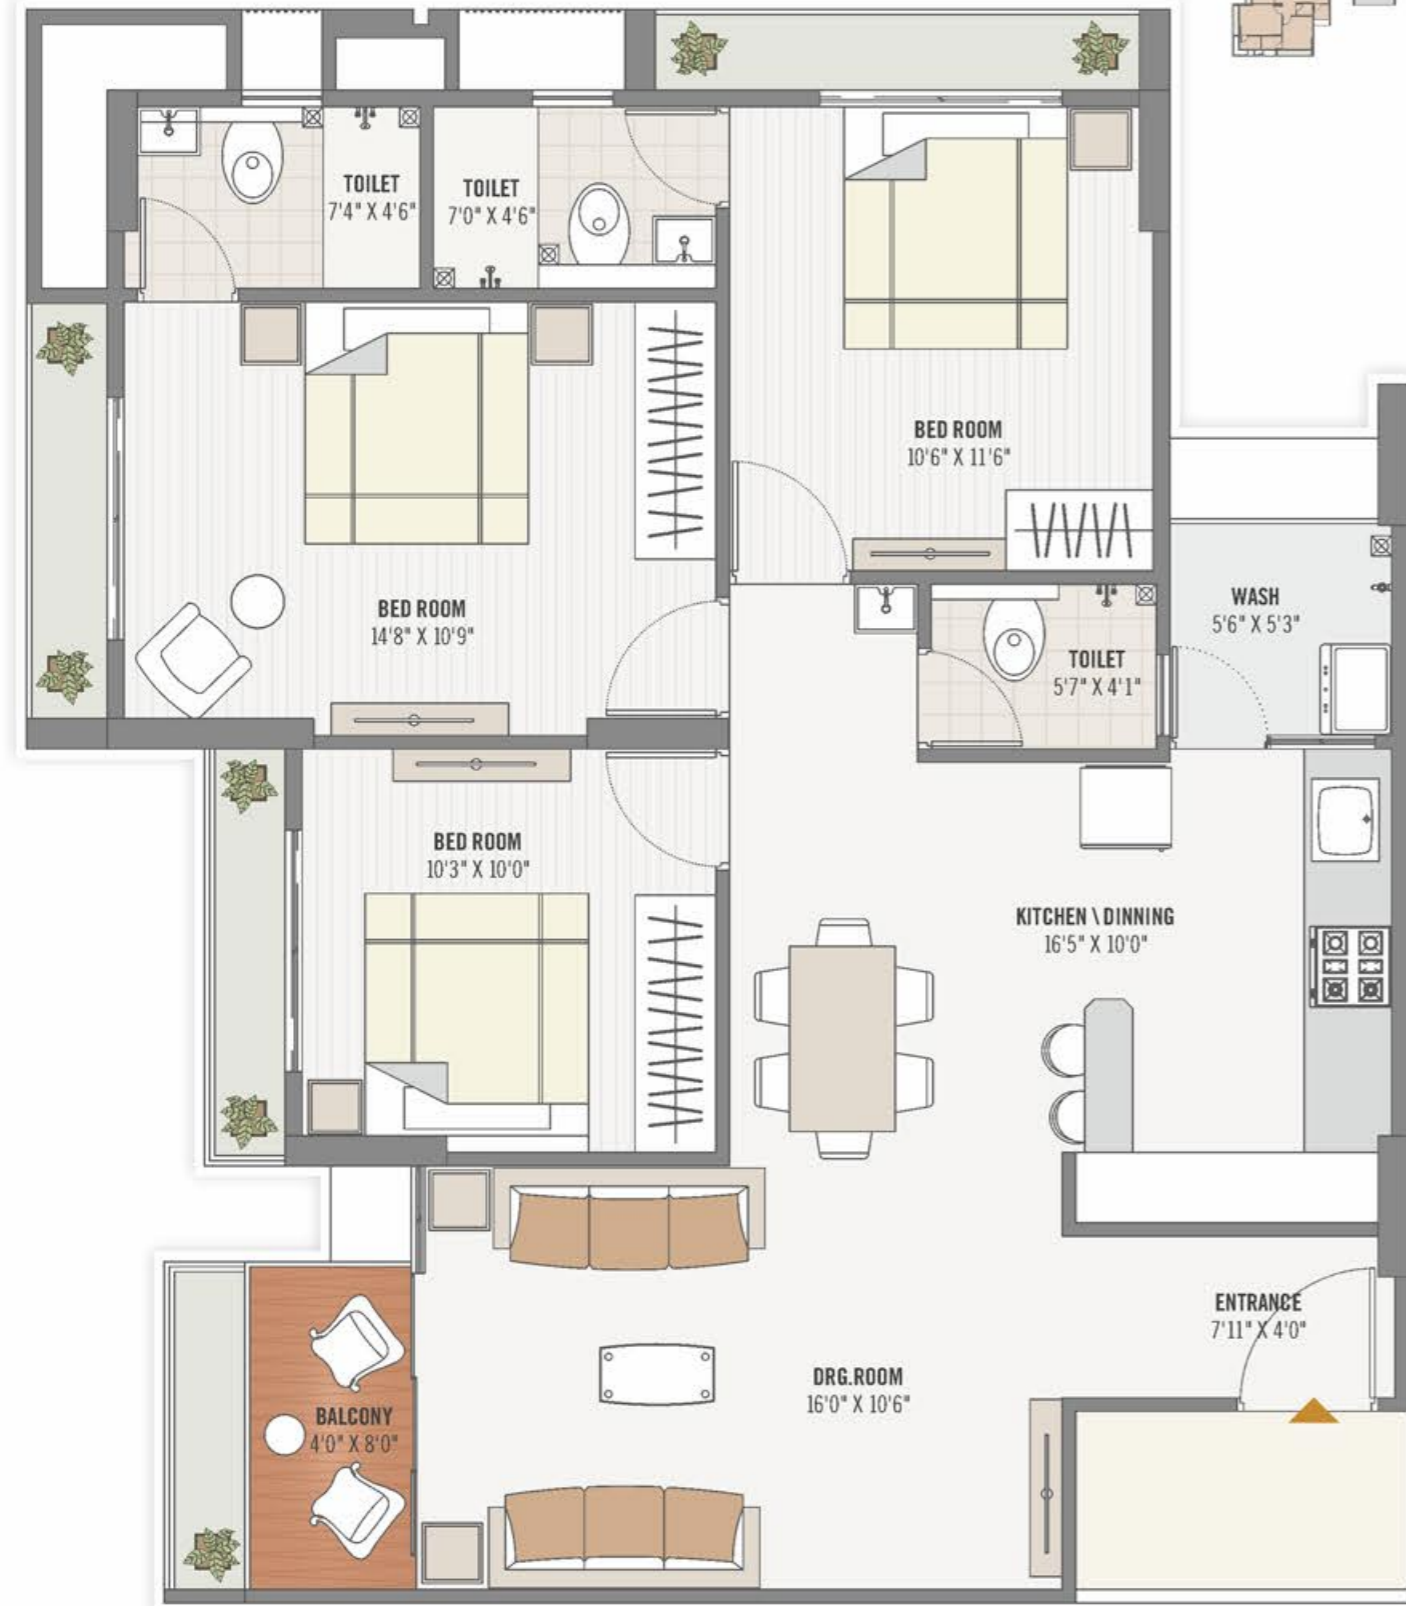 TOILET
7'4" X 4'6"
TOILET
7'0" X 4'6"
BED ROOM
10'6" X 11'6"
BED ROOM
14'8" X 10'9"
WASH
5'6" X 5'3"
TOILET
5'7" X 4'1"
BED ROOM
10'3" X 10'0"
KITCHEN \ DINNING
16'5" X 10'0"
ENTRANCE
7'11" X 4'0"
DRG.ROOM
16'0" X 10'6"
BALCONY
4'0" X 8'0"